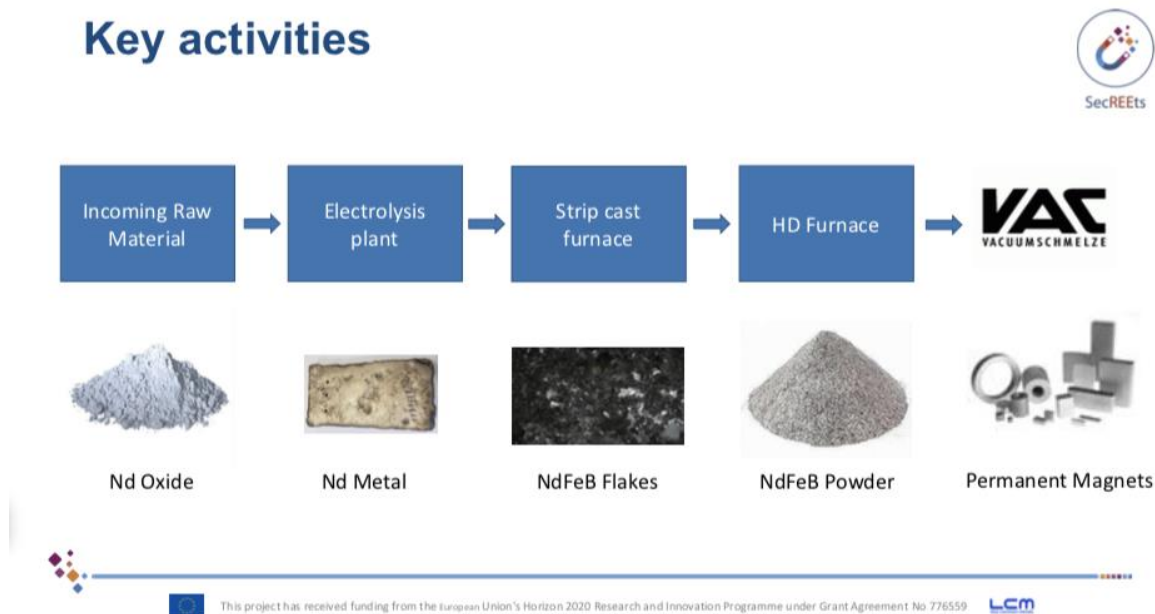 Key activities
SecREEts
Incoming Raw
Material
Electrolysis
plant
Strip cast
furnace
HD Furnace
VAC
VACUUMSCHMELZE
Nd Oxide
Nd Metal
NdFeB Flakes
NdFeB Powder
Permanent Magnets
This project has received funding from the European Union's Horizon 2020 Research and Innovation Programme under Grant Agreement No 776559
LCM